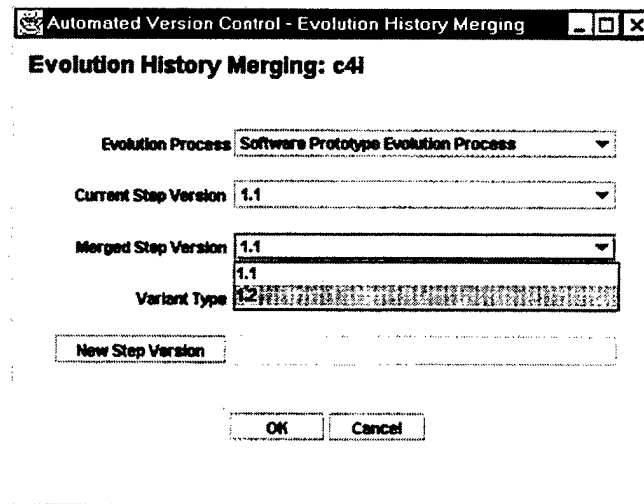 Automated Version Control - Evolution History Merging
Evolution History Merging: c4i
Evolution Process Software Prototype Evolution Process
Current Step Version 1.1
Merged Step Version 1.1
1.1
Variant Type 1.2
New Step Version
OK Cancel